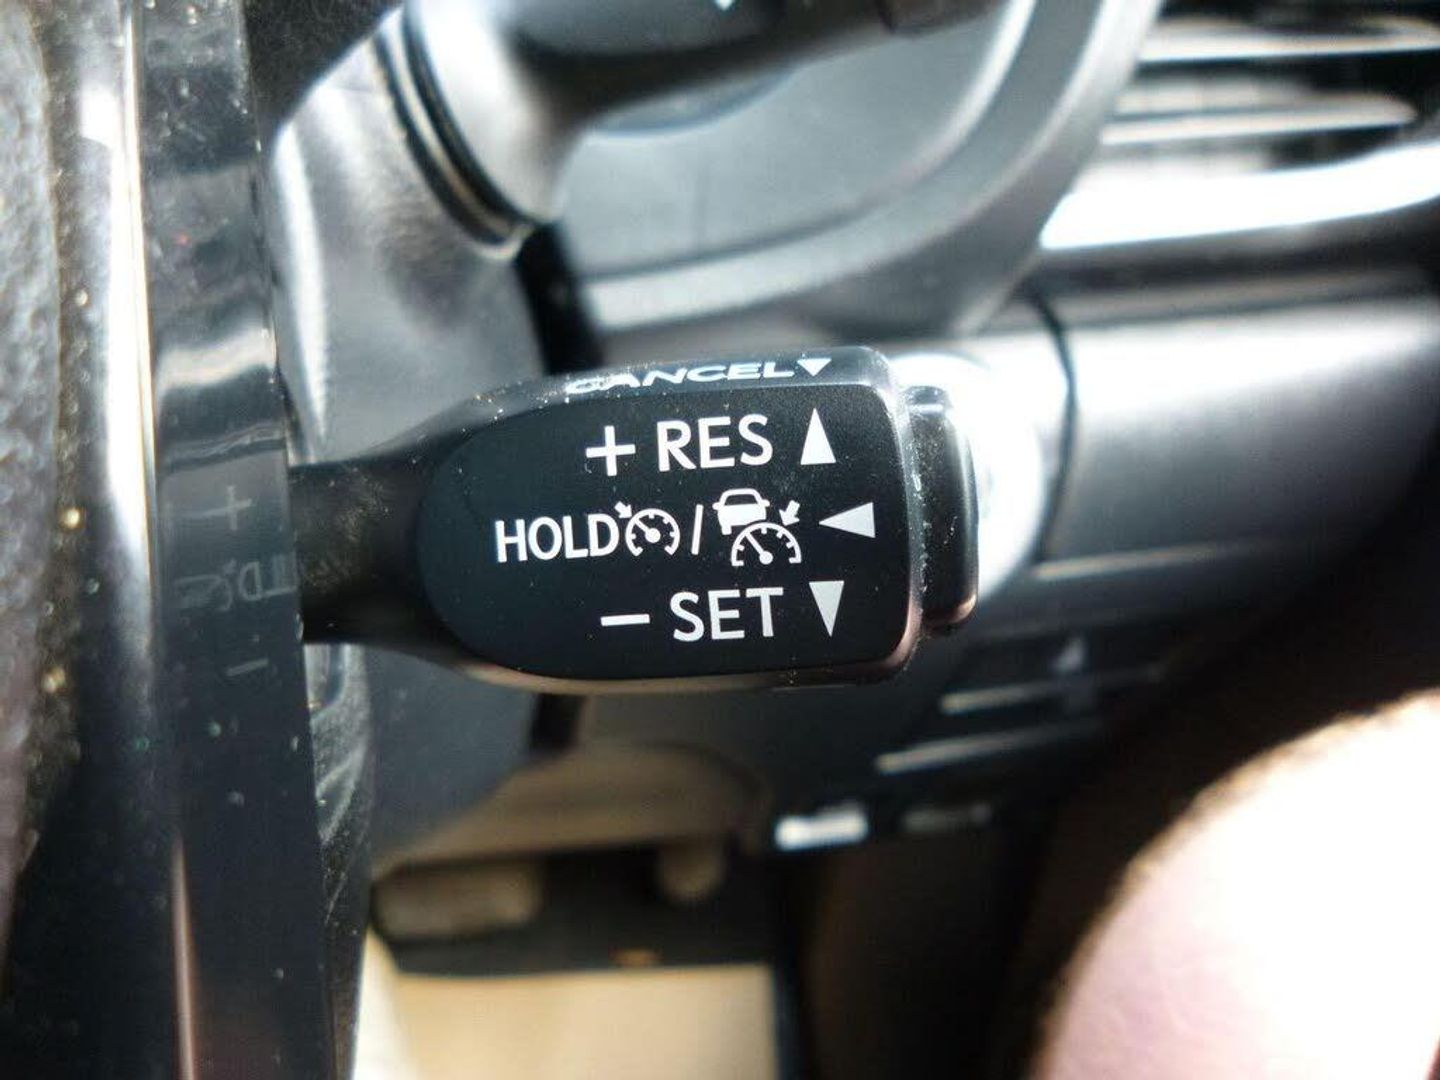 CANCEL
+ RES
HOLD /
− SET